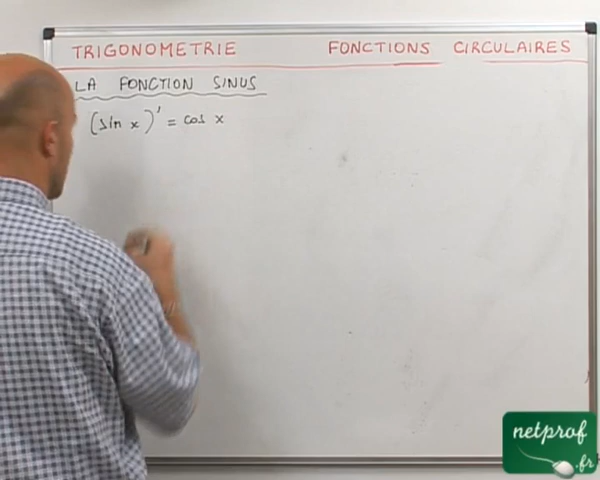 TRIGONOMETRIE FONCTIONS CIRCULAIRES
LA FONCTION SINUS
(sin x)' = cos x
netprof
.fr